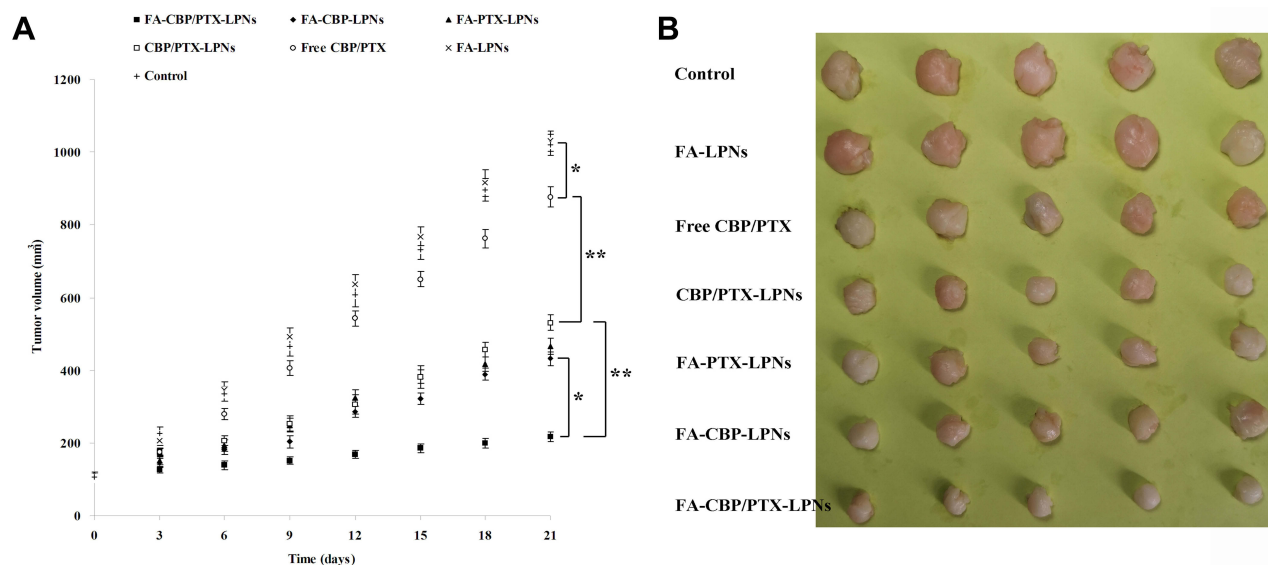 A
FA-CBP/PTX-LPNs FA-CBP-LPNs FA-PTX-LPNs
CBP/PTX-LPNs Free CBP/PTX FA-LPNs
Control
1200
1000
800
600
400
200
0
Tumor volume (mm3)
0 3 6 9 12 15 18 21
Time (days)
*
**
**
*
B
Control
FA-LPNs
Free CBP/PTX
CBP/PTX-LPNs
FA-PTX-LPNs
FA-CBP-LPNs
FA-CBP/PTX-LPNs